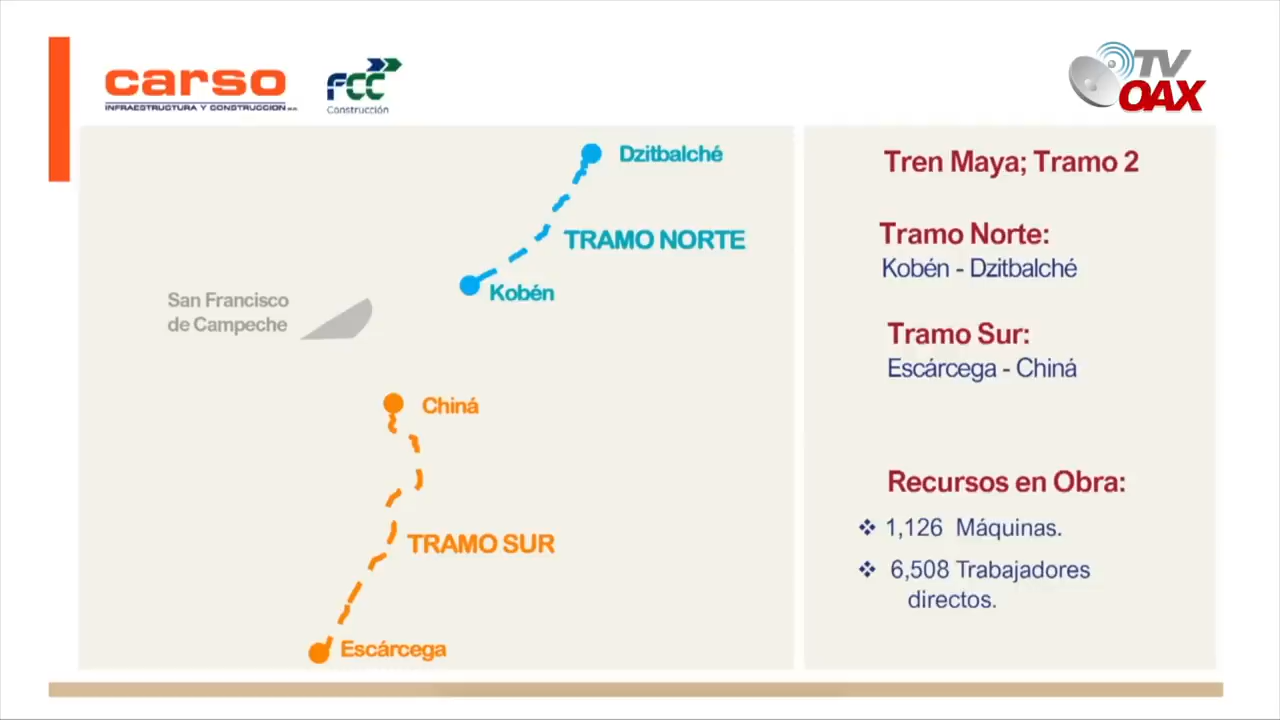 carso
INFRAESTRUCTURA Y CONSTRUCCION
FCC
Construcción
TV
OAX
Dzitbalché
TRAMO NORTE
Kobén
San Francisco
de Campeche
Chiná
TRAMO SUR
Escárcega
Tren Maya; Tramo 2
Tramo Norte:
Kobén - Dzitbalché
Tramo Sur:
Escárcega - Chiná
Recursos en Obra:
❖ 1,126 Máquinas.
❖ 6,508 Trabajadores
directos.